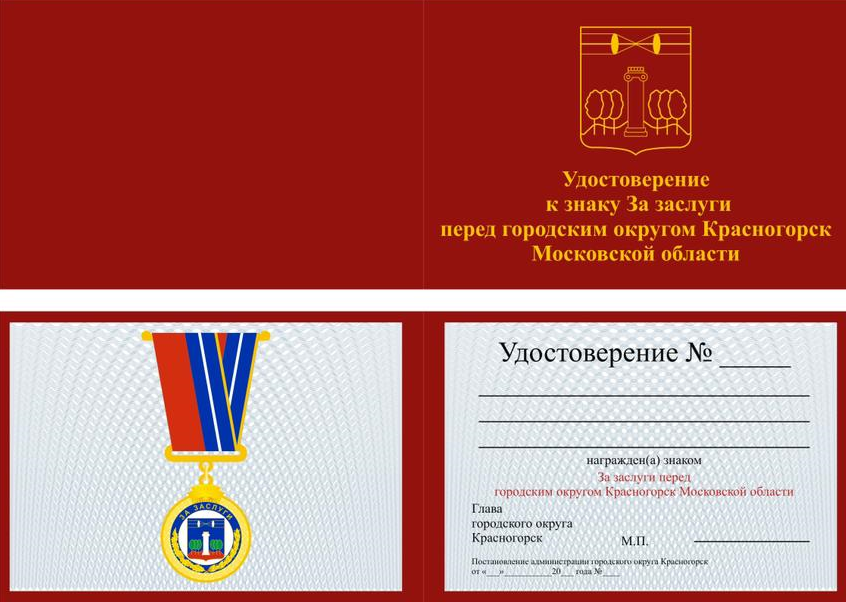 Удостоверение
к знаку За заслуги
перед городским округом Красногорск
Московской области
ЗА ЗАСЛУГИ
Удостоверение № _____
награжден(а) знаком
За заслуги перед
городским округом Красногорск Московской области
Глава
городского округа
Красногорск
М.П.
Постановление администрации городского округа Красногорск
от «___»___________20___ года №____